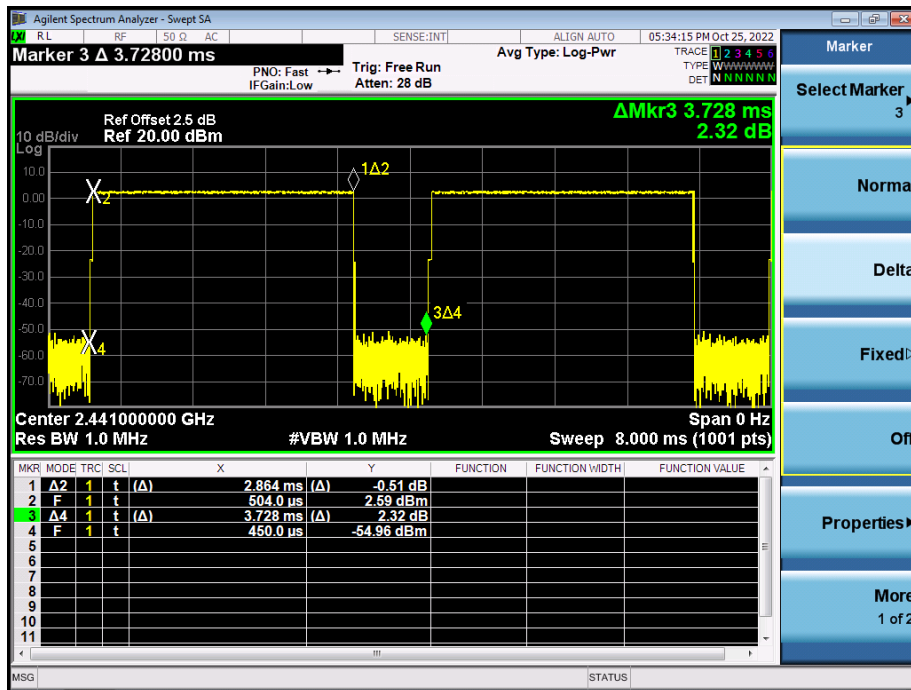 Agilent Spectrum Analyzer - Swept SA
LXI RL RF 50 Ω AC SENSE:INT ALIGN AUTO 05:34:15 PM Oct 25, 2022
Marker 3 Δ 3.72800 ms
PNO: Fast
IFGain:Low
Trig: Free Run
Atten: 28 dB
Avg Type: Log-Pwr
TRACE 1 2 3 4 5 6
TYPE WWWWWW
DET N N N N N N
ΔMkr3 3.728 ms
2.32 dB
Ref Offset 2.5 dB
10 dB/div Ref 20.00 dBm
Log
10.0
0.00
-10.0
-20.0
-30.0
-40.0
-50.0
-60.0
-70.0
1Δ2
2
3Δ4
4
Center 2.441000000 GHz Span 0 Hz
Res BW 1.0 MHz #VBW 1.0 MHz Sweep 8.000 ms (1001 pts)
MKR MODE TRC SCL X Y FUNCTION FUNCTION WIDTH FUNCTION VALUE
1 Δ2 1 t (Δ) 2.864 ms (Δ) -0.51 dB
2 F 1 t 504.0 µs 2.59 dBm
3 Δ4 1 t (Δ) 3.728 ms (Δ) 2.32 dB
4 F 1 t 450.0 µs -54.96 dBm
5
6
7
8
9
10
11
MSG STATUS
Marker
Select Marker
3
Norma
Delta
Fixed
Off
Properties
More
1 of 2